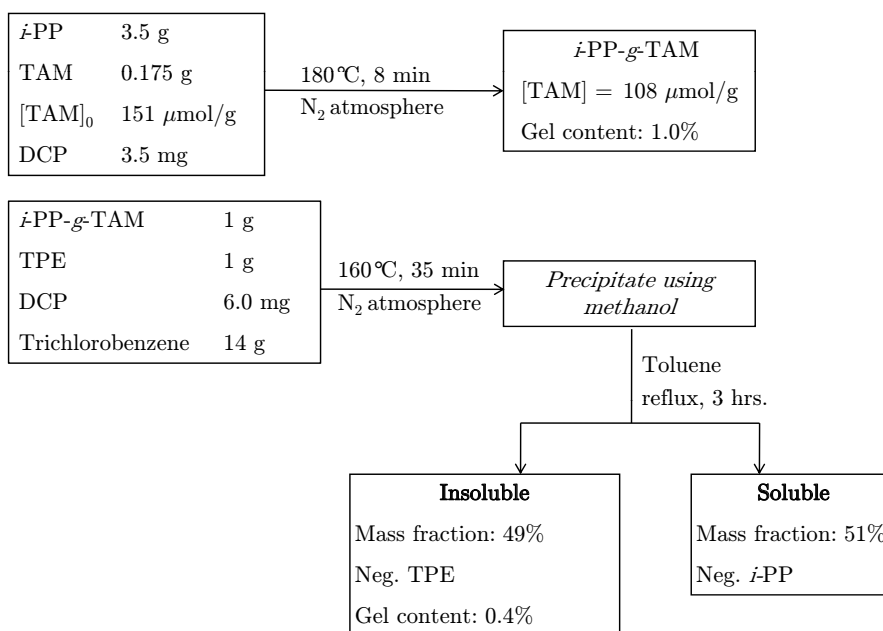 i-PP 3.5 g
TAM 0.175 g
[TAM]₀ 151 μmol/g
DCP 3.5 mg
180℃, 8 min
N₂ atmosphere
i-PP-g-TAM
[TAM] = 108 μmol/g
Gel content: 1.0%
i-PP-g-TAM 1 g
TPE 1 g
DCP 6.0 mg
Trichlorobenzene 14 g
160℃, 35 min
N₂ atmosphere
Precipitate using
methanol
Toluene
reflux, 3 hrs.
Insoluble
Mass fraction: 49%
Neg. TPE
Gel content: 0.4%
Soluble
Mass fraction: 51%
Neg. i-PP